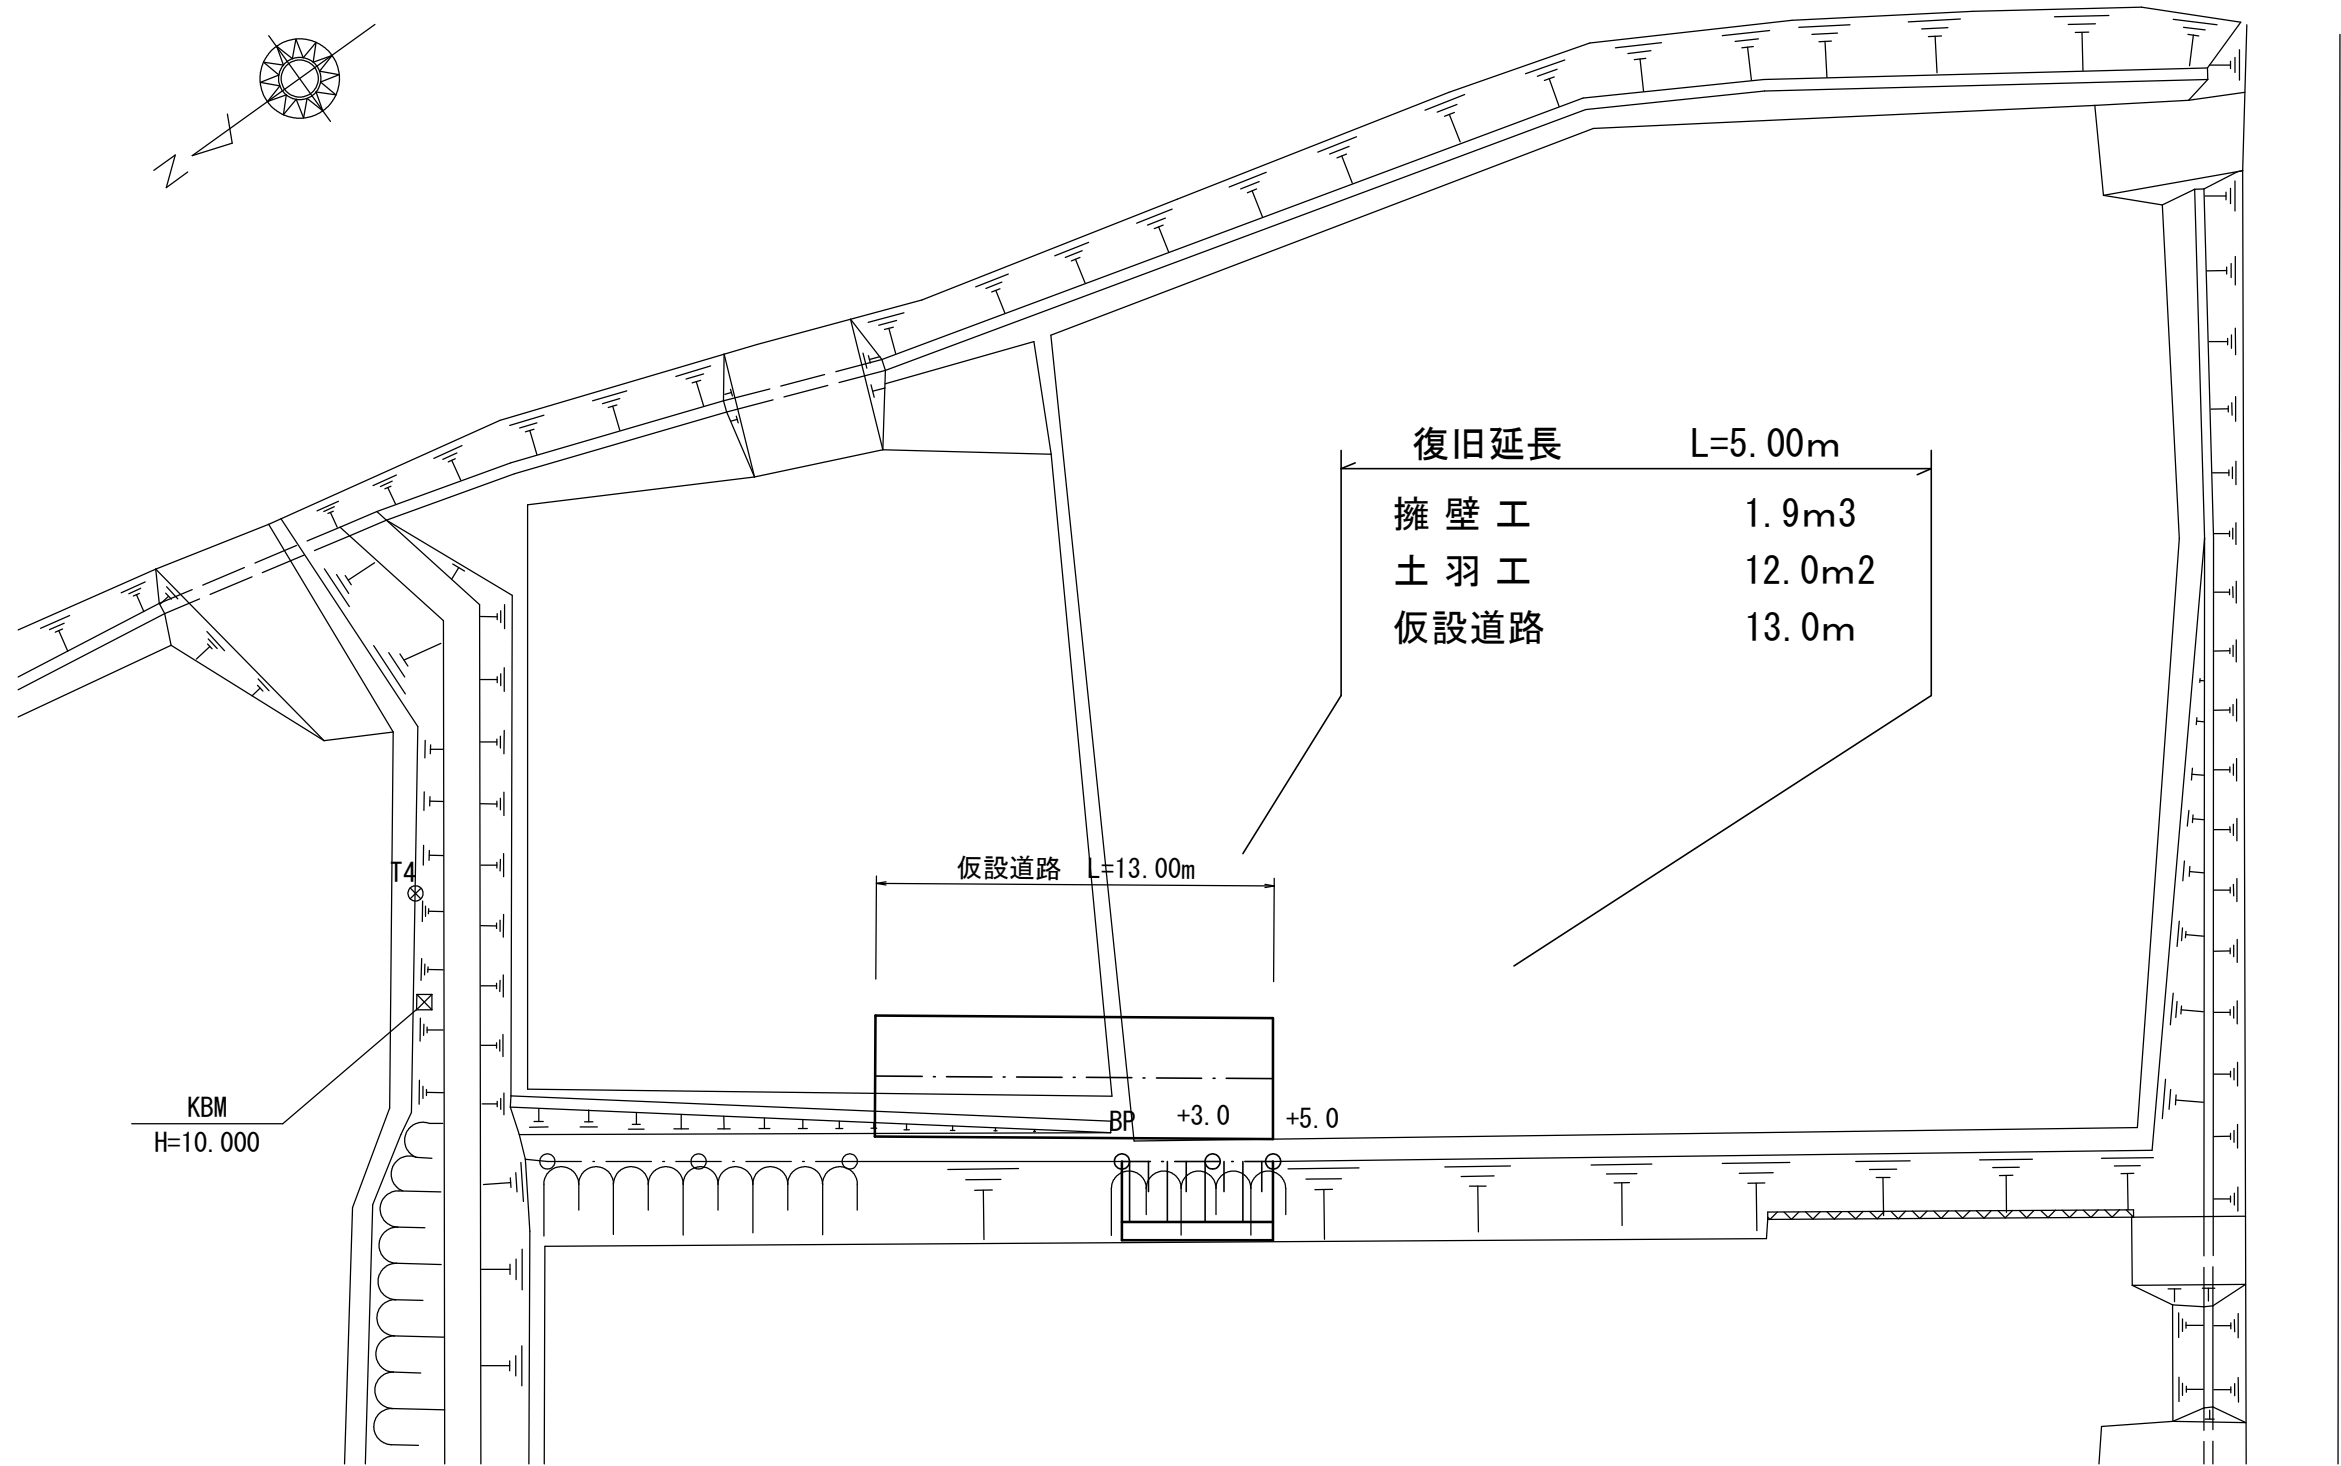 N
復旧延長 L=5.00m
擁壁工 1.9m3
土羽工 12.0m2
仮設道路 13.0m
仮設道路 L=13.00m
T4
KBM
H=10.000
BP +3.0 +5.0